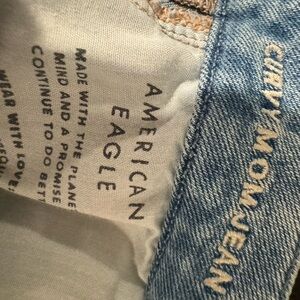 CURVY MOM JEAN
AMERICAN
EAGLE
MADE WITH THE PLANET
MIND AND A PROMISE
CONTINUE TO DO BETT
WEAR WITH LOVE